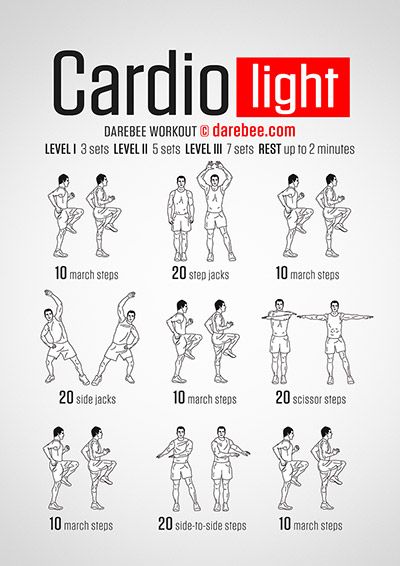 Cardio light
DAREBEE WORKOUT © darebee.com
LEVEL I 3 sets LEVEL II 5 sets LEVEL III 7 sets REST up to 2 minutes
10 march steps
20 step jacks
10 march steps
20 side jacks
10 march steps
20 scissor steps
10 march steps
20 side-to-side steps
10 march steps